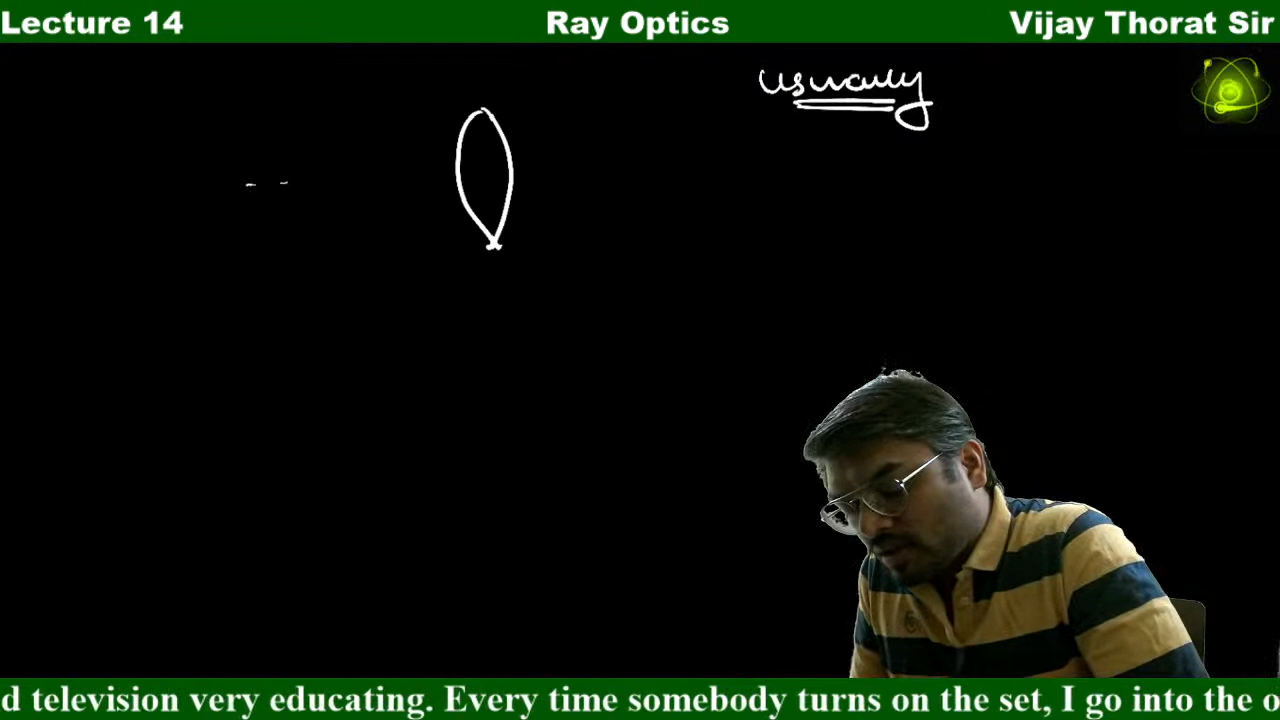 Lecture 14 Ray Optics Vijay Thorat Sir
usually
d television very educating. Every time somebody turns on the set, I go into the o